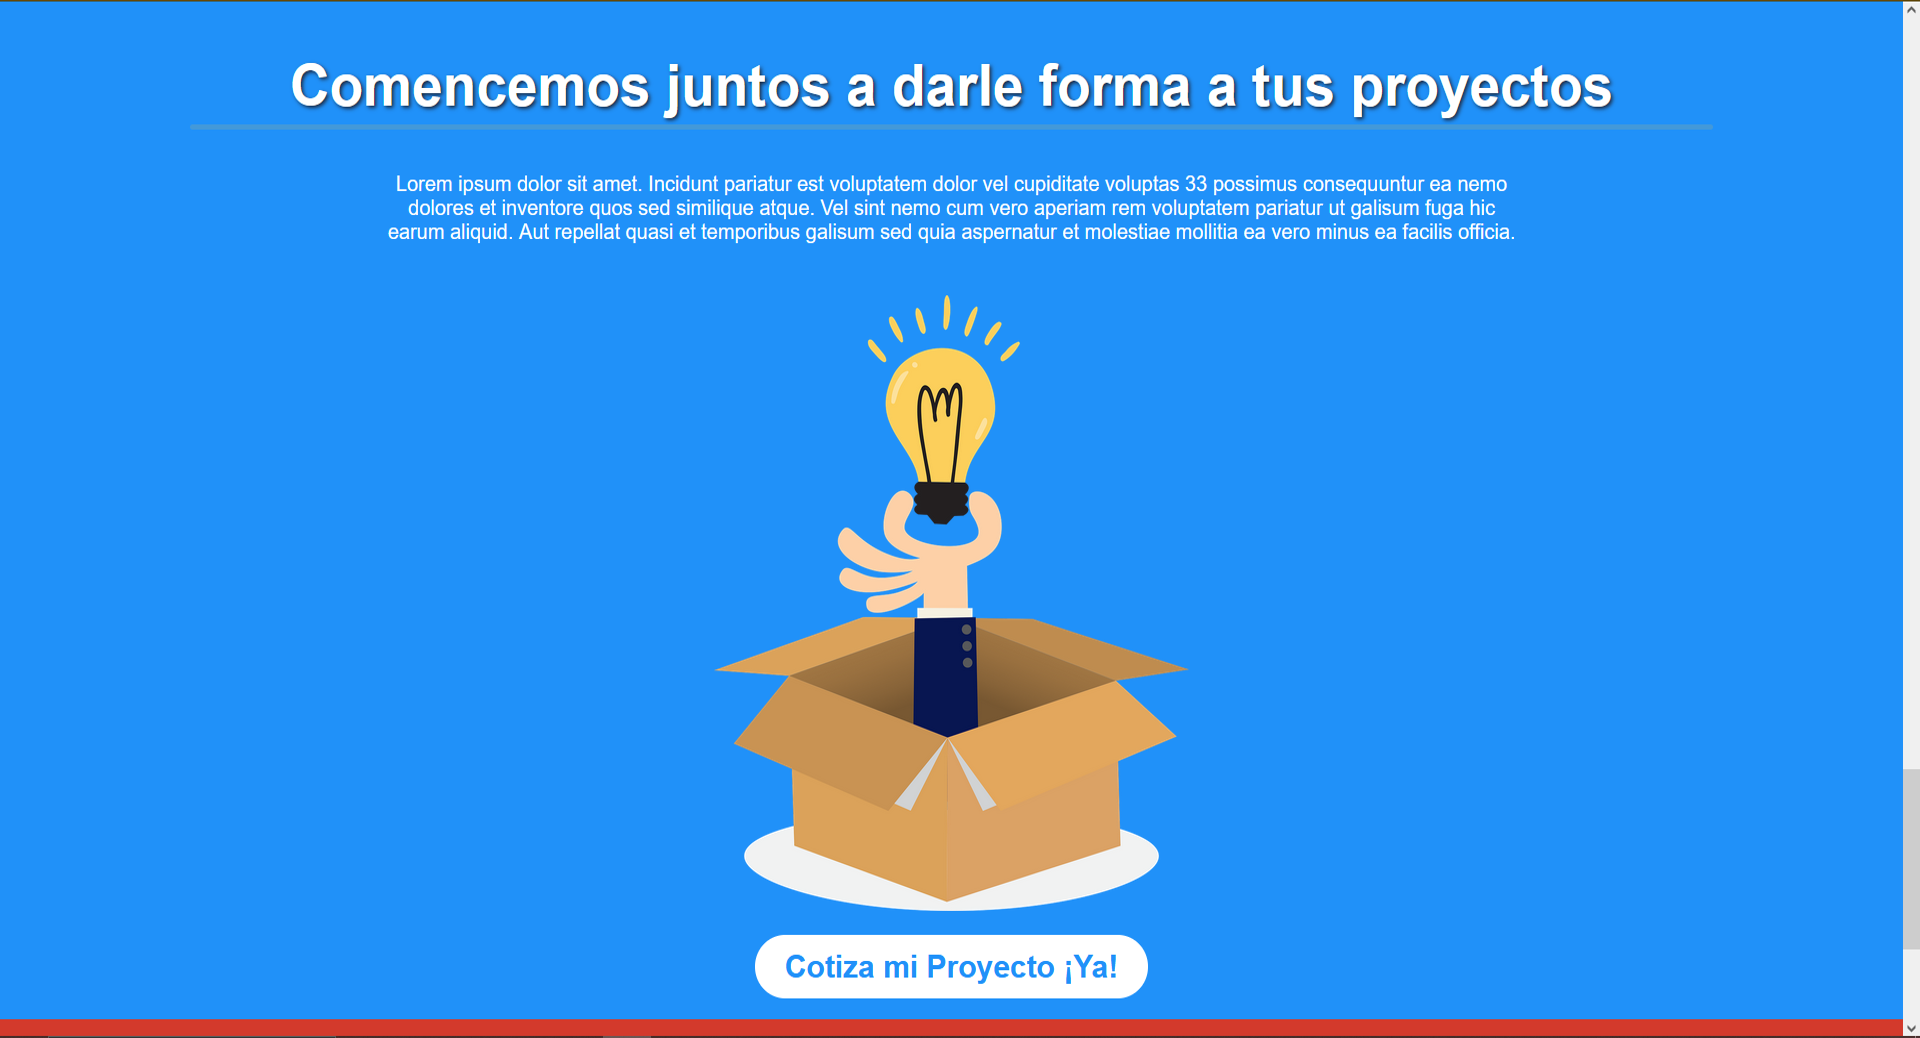 Comencemos juntos a darle forma a tus proyectos
Lorem ipsum dolor sit amet. Incidunt pariatur est voluptatem dolor vel cupiditate voluptas 33 possimus consequuntur ea nemo
dolores et inventore quos sed similique atque. Vel sint nemo cum vero aperiam rem voluptatem pariatur ut galisum fuga hic
earum aliquid. Aut repellat quasi et temporibus galisum sed quia aspernatur et molestiae mollitia ea vero minus ea facilis officia.
Cotiza mi Proyecto ¡Ya!